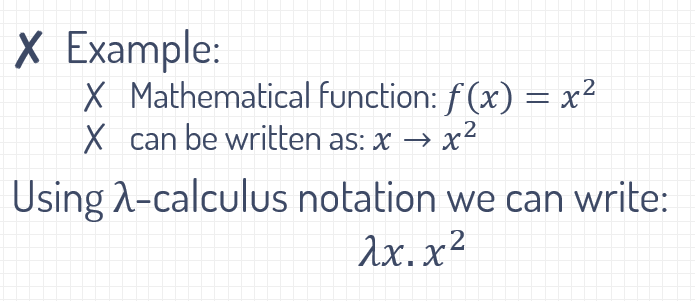 ✗ Example:
✗ Mathematical function: f(x) = x²
✗ can be written as: x → x²
Using λ-calculus notation we can write:
λx. x²